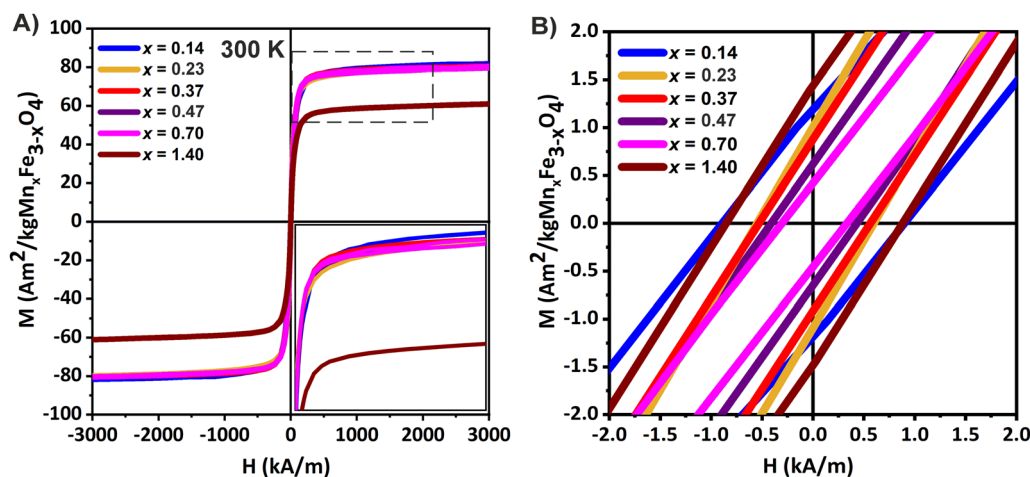 A)
M (Am²/kgMnₓFe₃₋ₓO₄)
100
80
60
40
20
0
-20
-40
-60
-80
-100
300 K
x = 0.14
x = 0.23
x = 0.37
x = 0.47
x = 0.70
x = 1.40
-3000 -2000 -1000 0 1000 2000 3000
H (kA/m)
B)
M (Am²/kgMnₓFe₃₋ₓO₄)
2.0
1.5
1.0
0.5
0.0
-0.5
-1.0
-1.5
-2.0
x = 0.14
x = 0.23
x = 0.37
x = 0.47
x = 0.70
x = 1.40
-2.0 -1.5 -1.0 -0.5 0.0 0.5 1.0 1.5 2.0
H (kA/m)